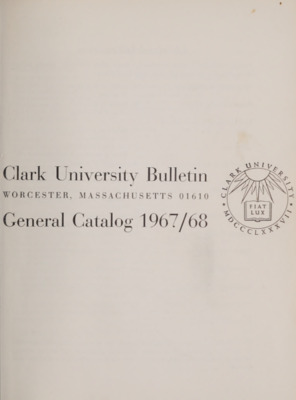 Clark University Bulletin
WORCESTER, MASSACHUSETTS 01610
General Catalog 1967/68
CLARK UNIVERSITY
FIAT
LUX
MDCCCLXXXVII